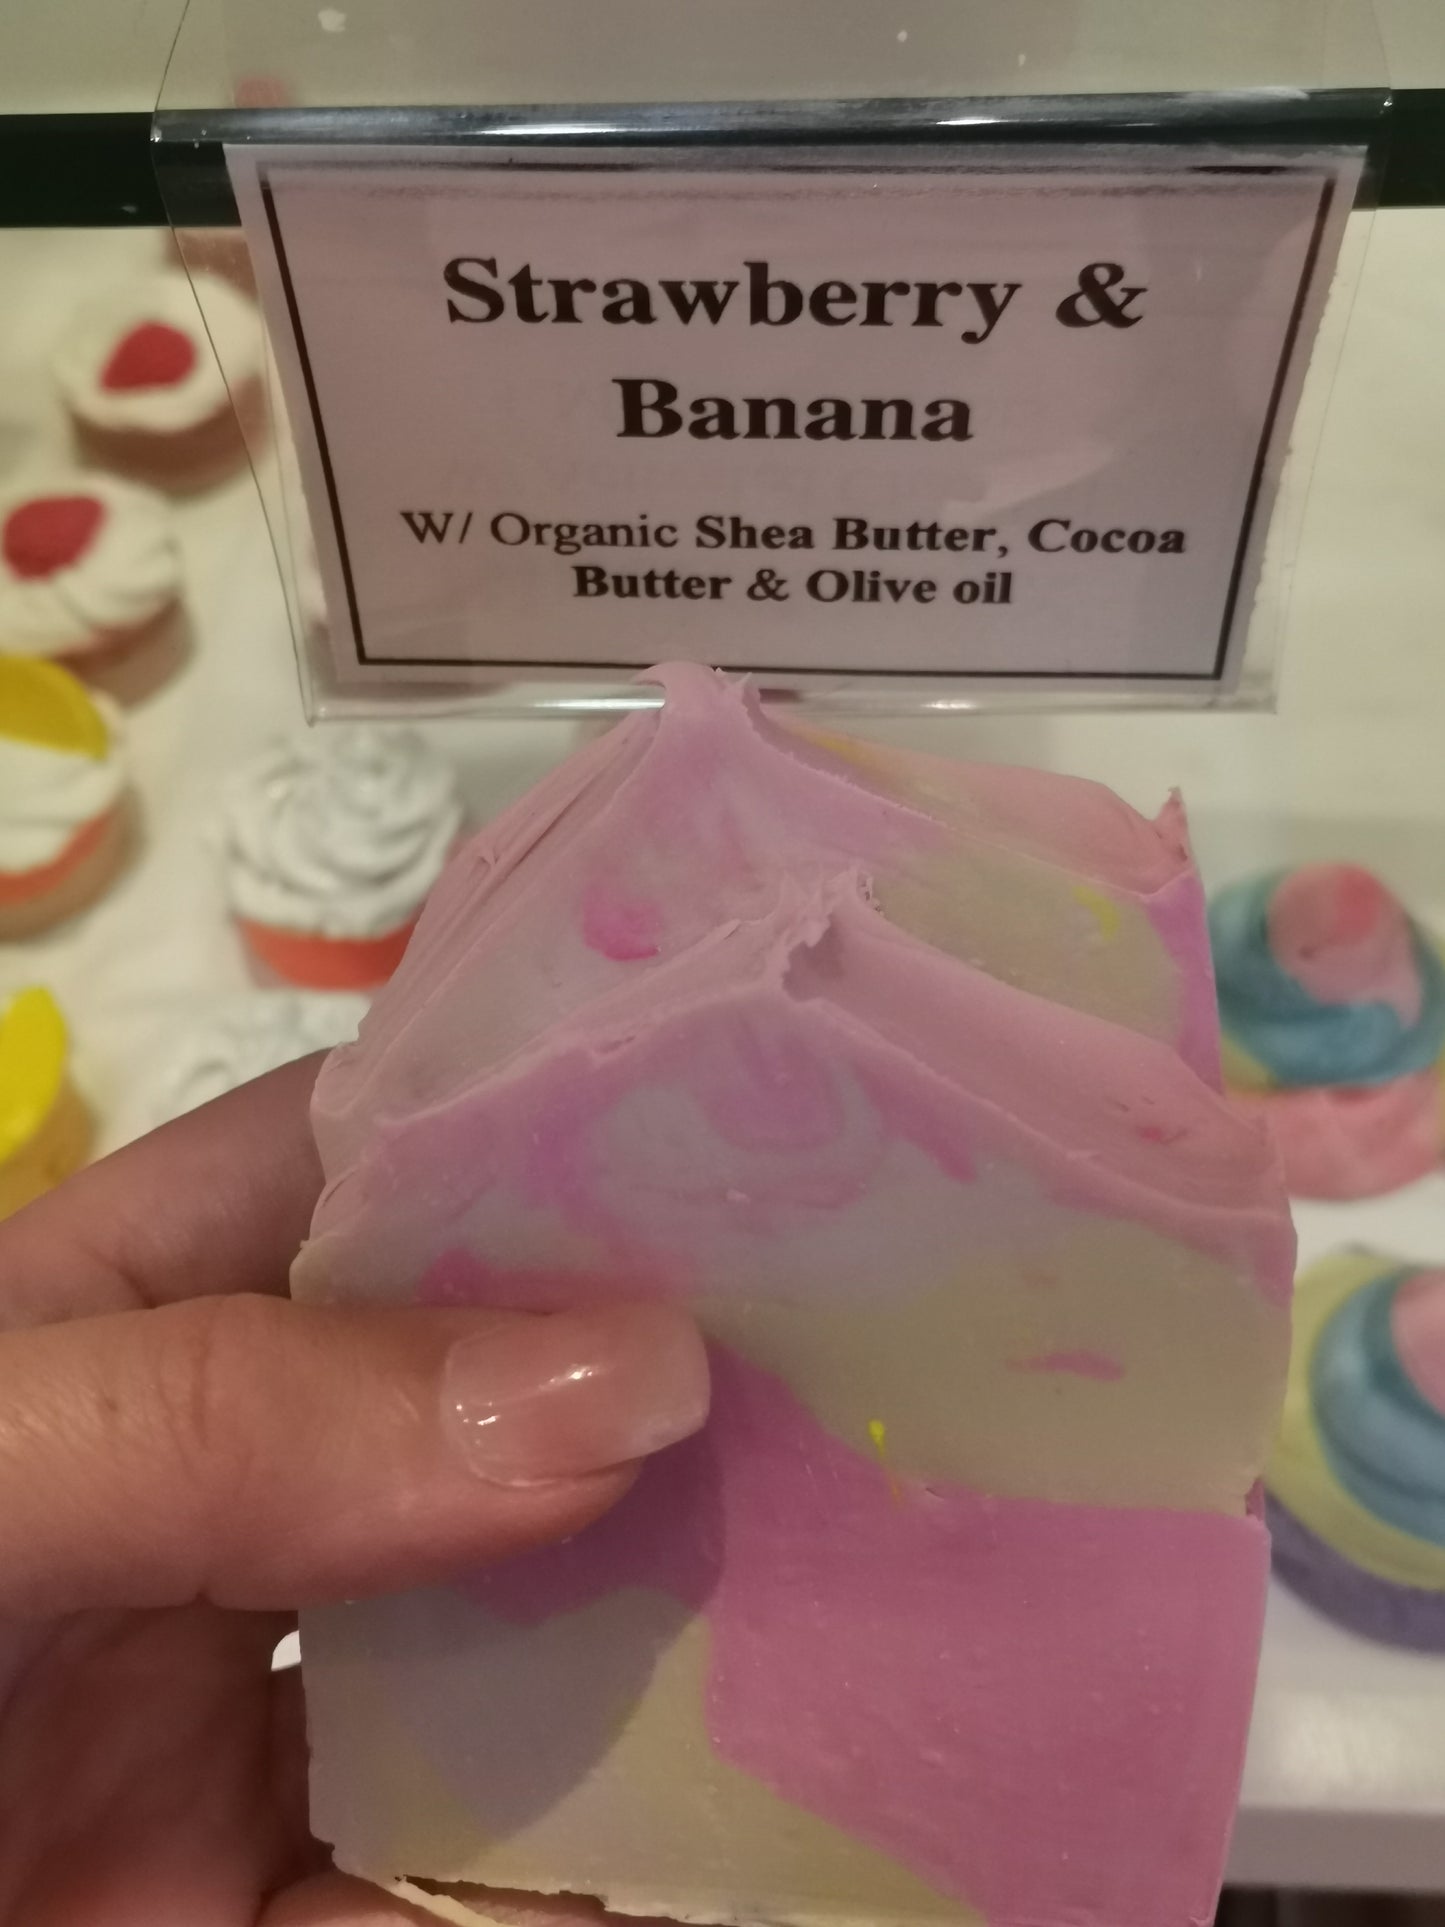 Strawberry &
Banana
W/ Organic Shea Butter, Cocoa
Butter & Olive oil